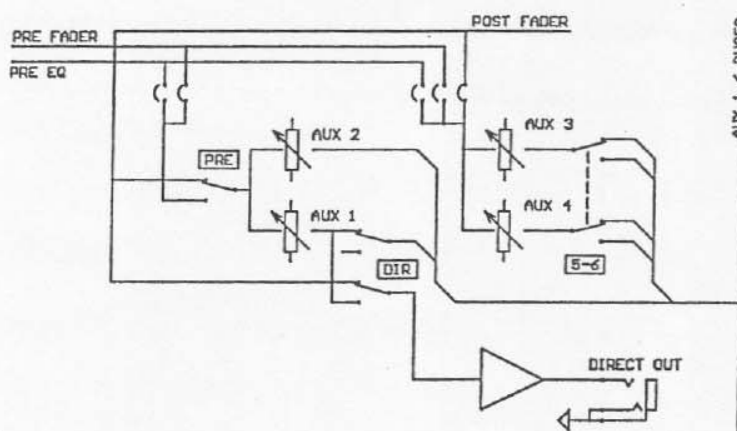 POST FADER
PRE FADER
PRE EQ
AUX 2
AUX 3
PRE
AUX 1
AUX 4
DIR
5-6
DIRECT OUT